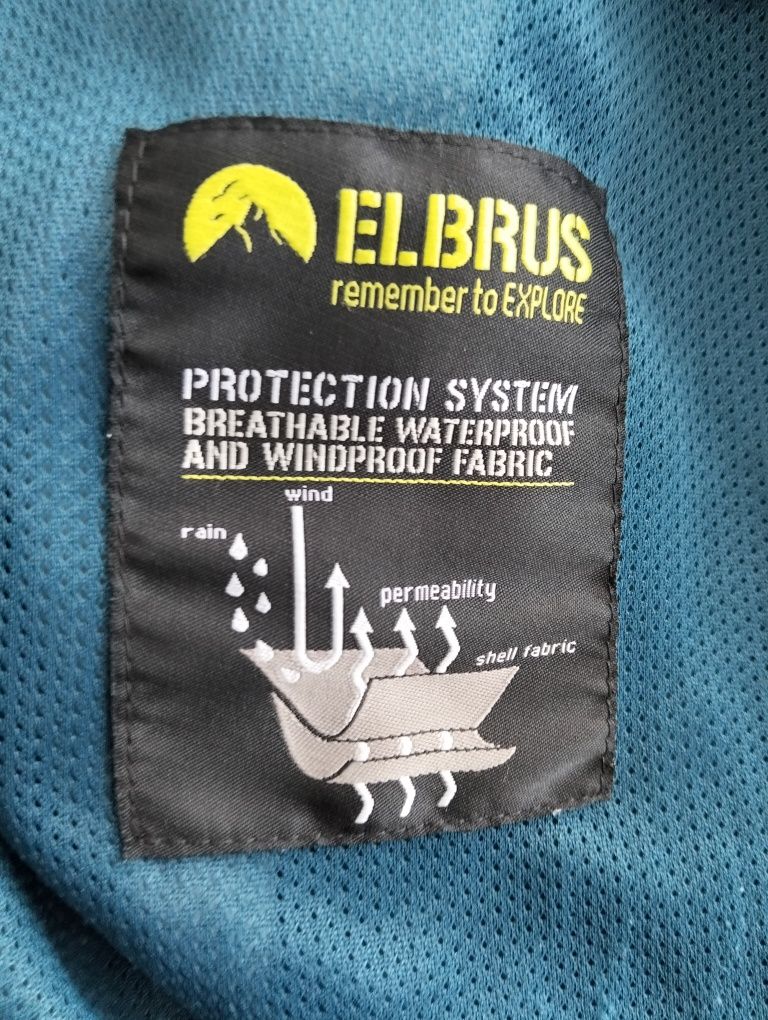 ELBRUS
remember to EXPLORE
PROTECTION SYSTEM
BREATHABLE WATERPROOF
AND WINDPROOF FABRIC
wind
rain
permeability
shell fabric